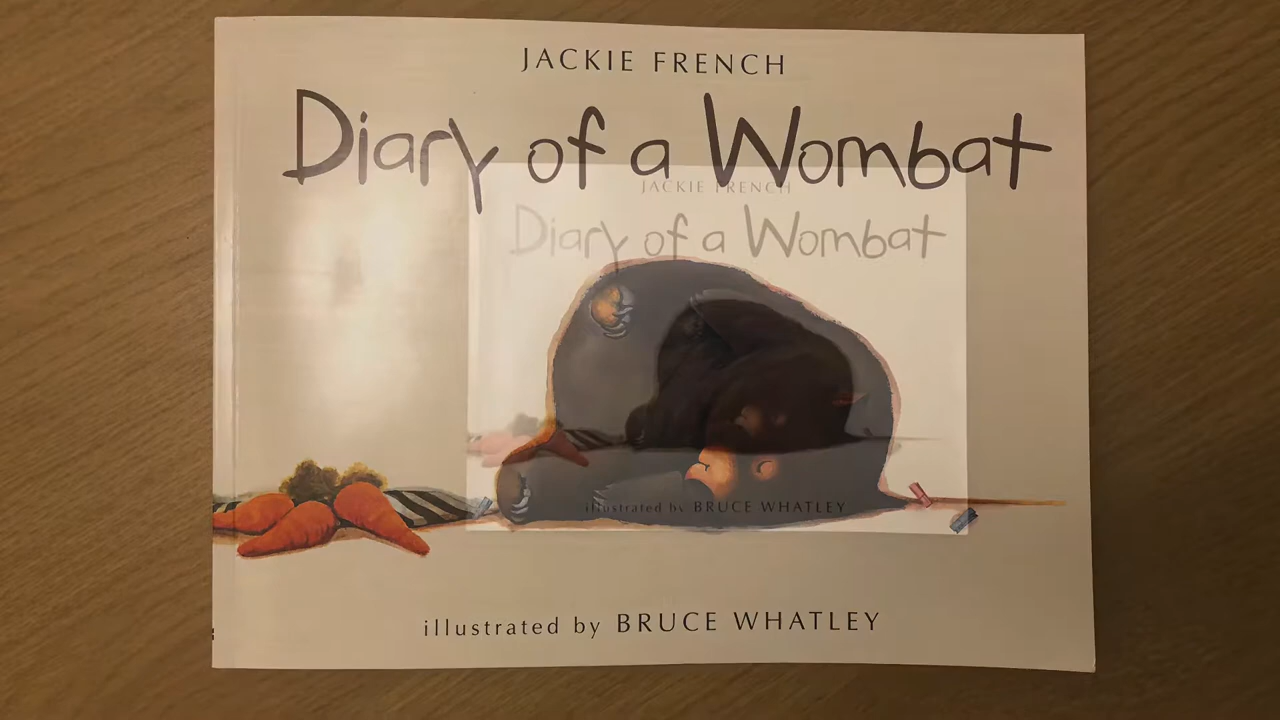 JACKIE FRENCH
Diary of a Wombat
JACKIE FRENCH
Diary of a Wombat
illustrated by BRUCE WHATLEY
illustrated by BRUCE WHATLEY